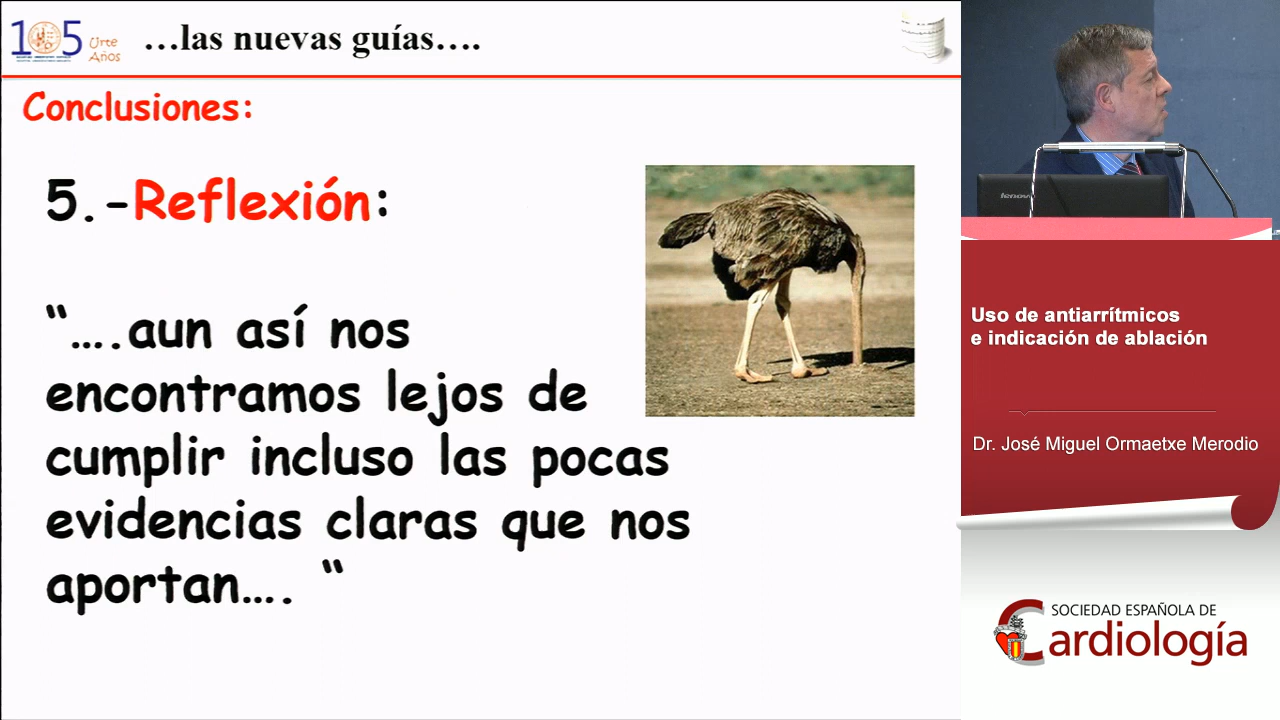 105
Urte
Años
…las nuevas guías….
Conclusiones:
5.-Reflexión:
“….aun así nos
encontramos lejos de
cumplir incluso las pocas
evidencias claras que nos
aportan…. “
lenovo
Uso de antiarrítmicos
e indicación de ablación
Dr. José Miguel Ormaetxe Merodio
SOCIEDAD ESPAÑOLA DE
Cardiología